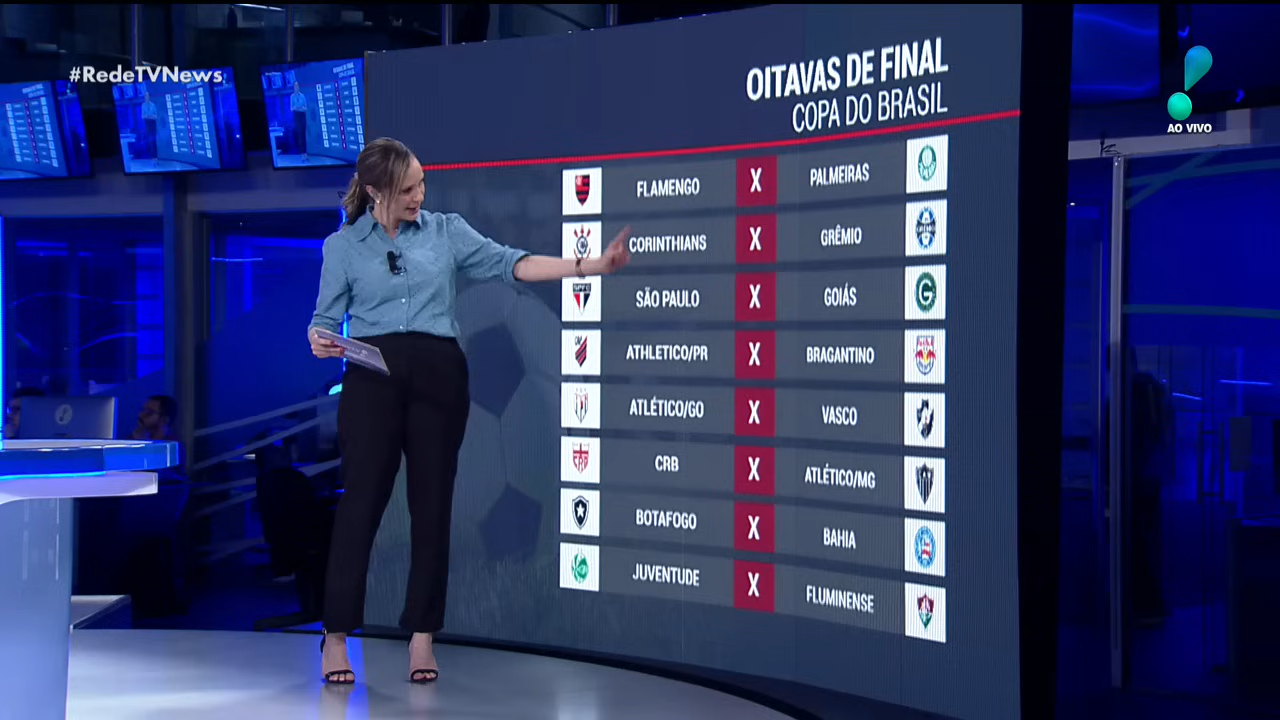 #RedeTVNews
AO VIVO
OITAVAS DE FINAL
COPA DO BRASIL
FLAMENGO X PALMEIRAS
CORINTHIANS X GRÊMIO
SÃO PAULO X GOIÁS
ATHLETICO/PR X BRAGANTINO
ATLÉTICO/GO X VASCO
CRB X ATLÉTICO/MG
BOTAFOGO X BAHIA
JUVENTUDE X FLUMINENSE